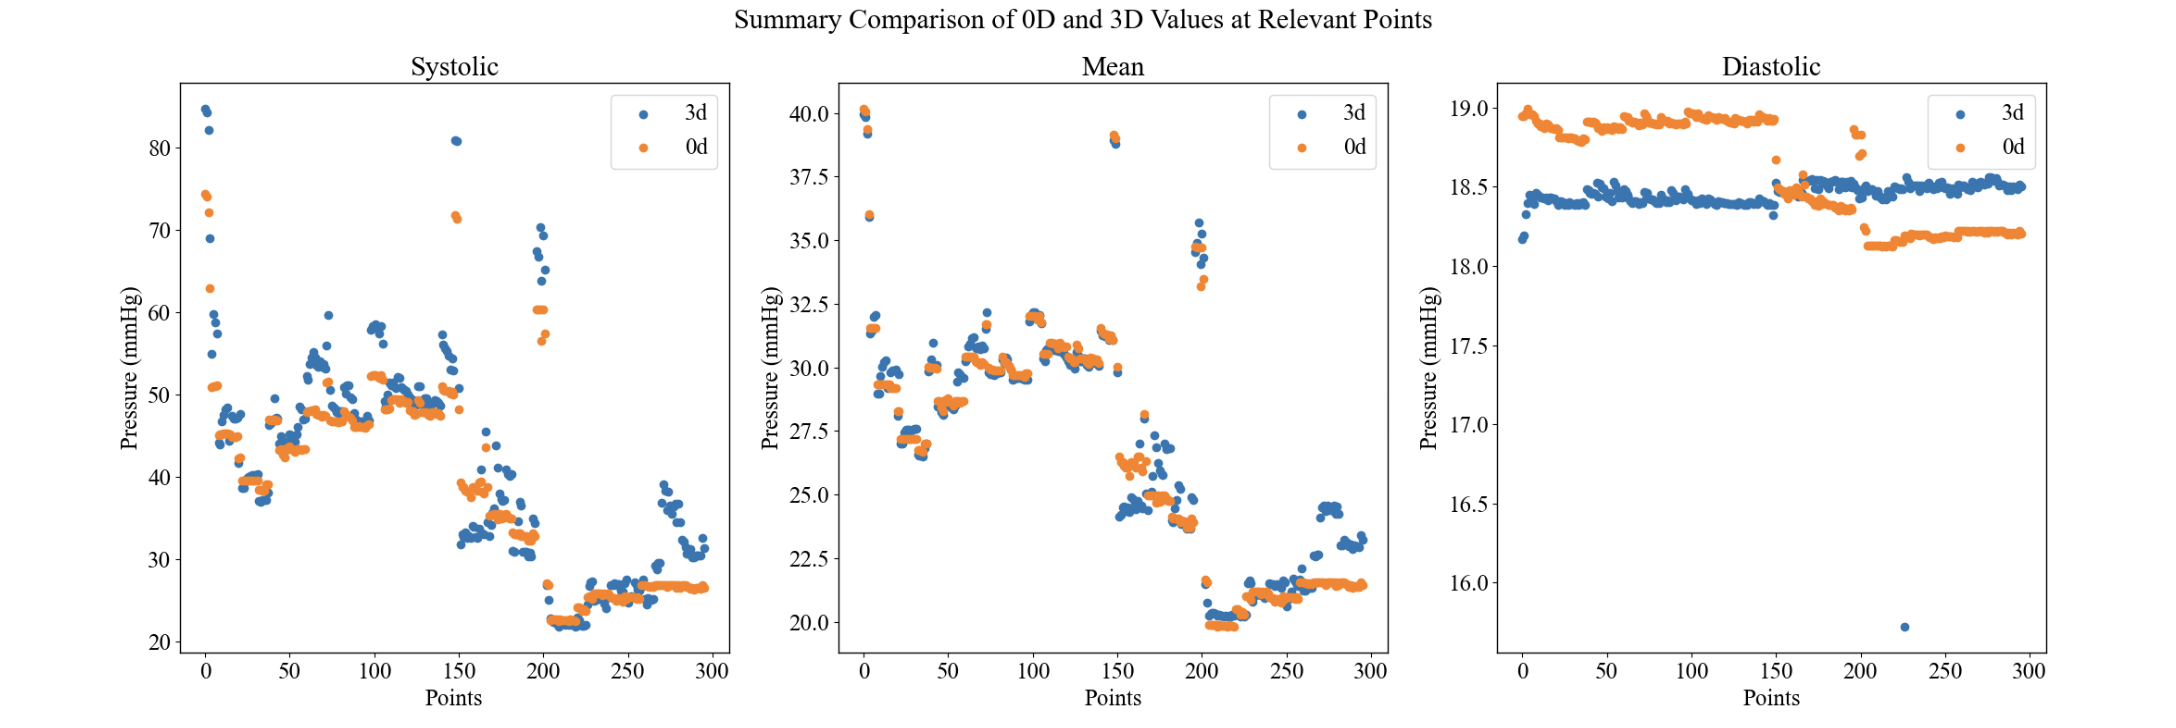 Summary Comparison of 0D and 3D Values at Relevant Points
Systolic
Pressure (mmHg)
80
70
60
50
40
30
20
0 50 100 150 200 250 300
Points
3d
0d
Mean
Pressure (mmHg)
40.0
37.5
35.0
32.5
30.0
27.5
25.0
22.5
20.0
0 50 100 150 200 250 300
Points
3d
0d
Diastolic
Pressure (mmHg)
19.0
18.5
18.0
17.5
17.0
16.5
16.0
0 50 100 150 200 250 300
Points
3d
0d